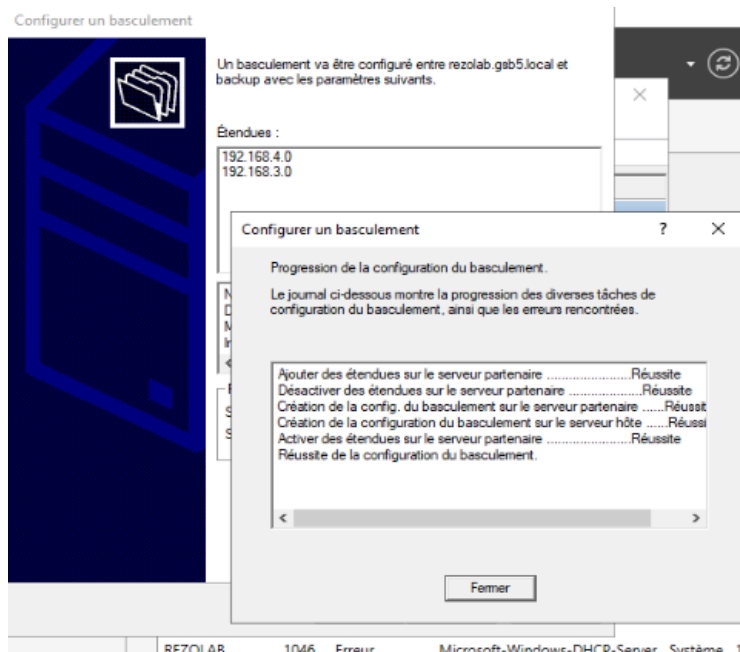 Configurer un basculement
Un basculement va être configuré entre rezolab.gsb5.local et
backup avec les paramètres suivants.
Étendues :
192.168.4.0
192.168.3.0
Configurer un basculement
Progression de la configuration du basculement.
Le journal ci-dessous montre la progression des diverses tâches de
configuration du basculement, ainsi que les erreurs rencontrées.
Ajouter des étendues sur le serveur partenaire ........................Réussite
Désactiver des étendues sur le serveur partenaire .....................Réussite
Création de la config. du basculement sur le serveur partenaire ......Réussit
Création de la configuration du basculement sur le serveur hôte ......Réussi
Activer des étendues sur le serveur partenaire .......................Réussite
Réussite de la configuration du basculement.
Fermer
REZOLAB 1046 Erreur Microsoft-Windows-DHCP-Server Système 1